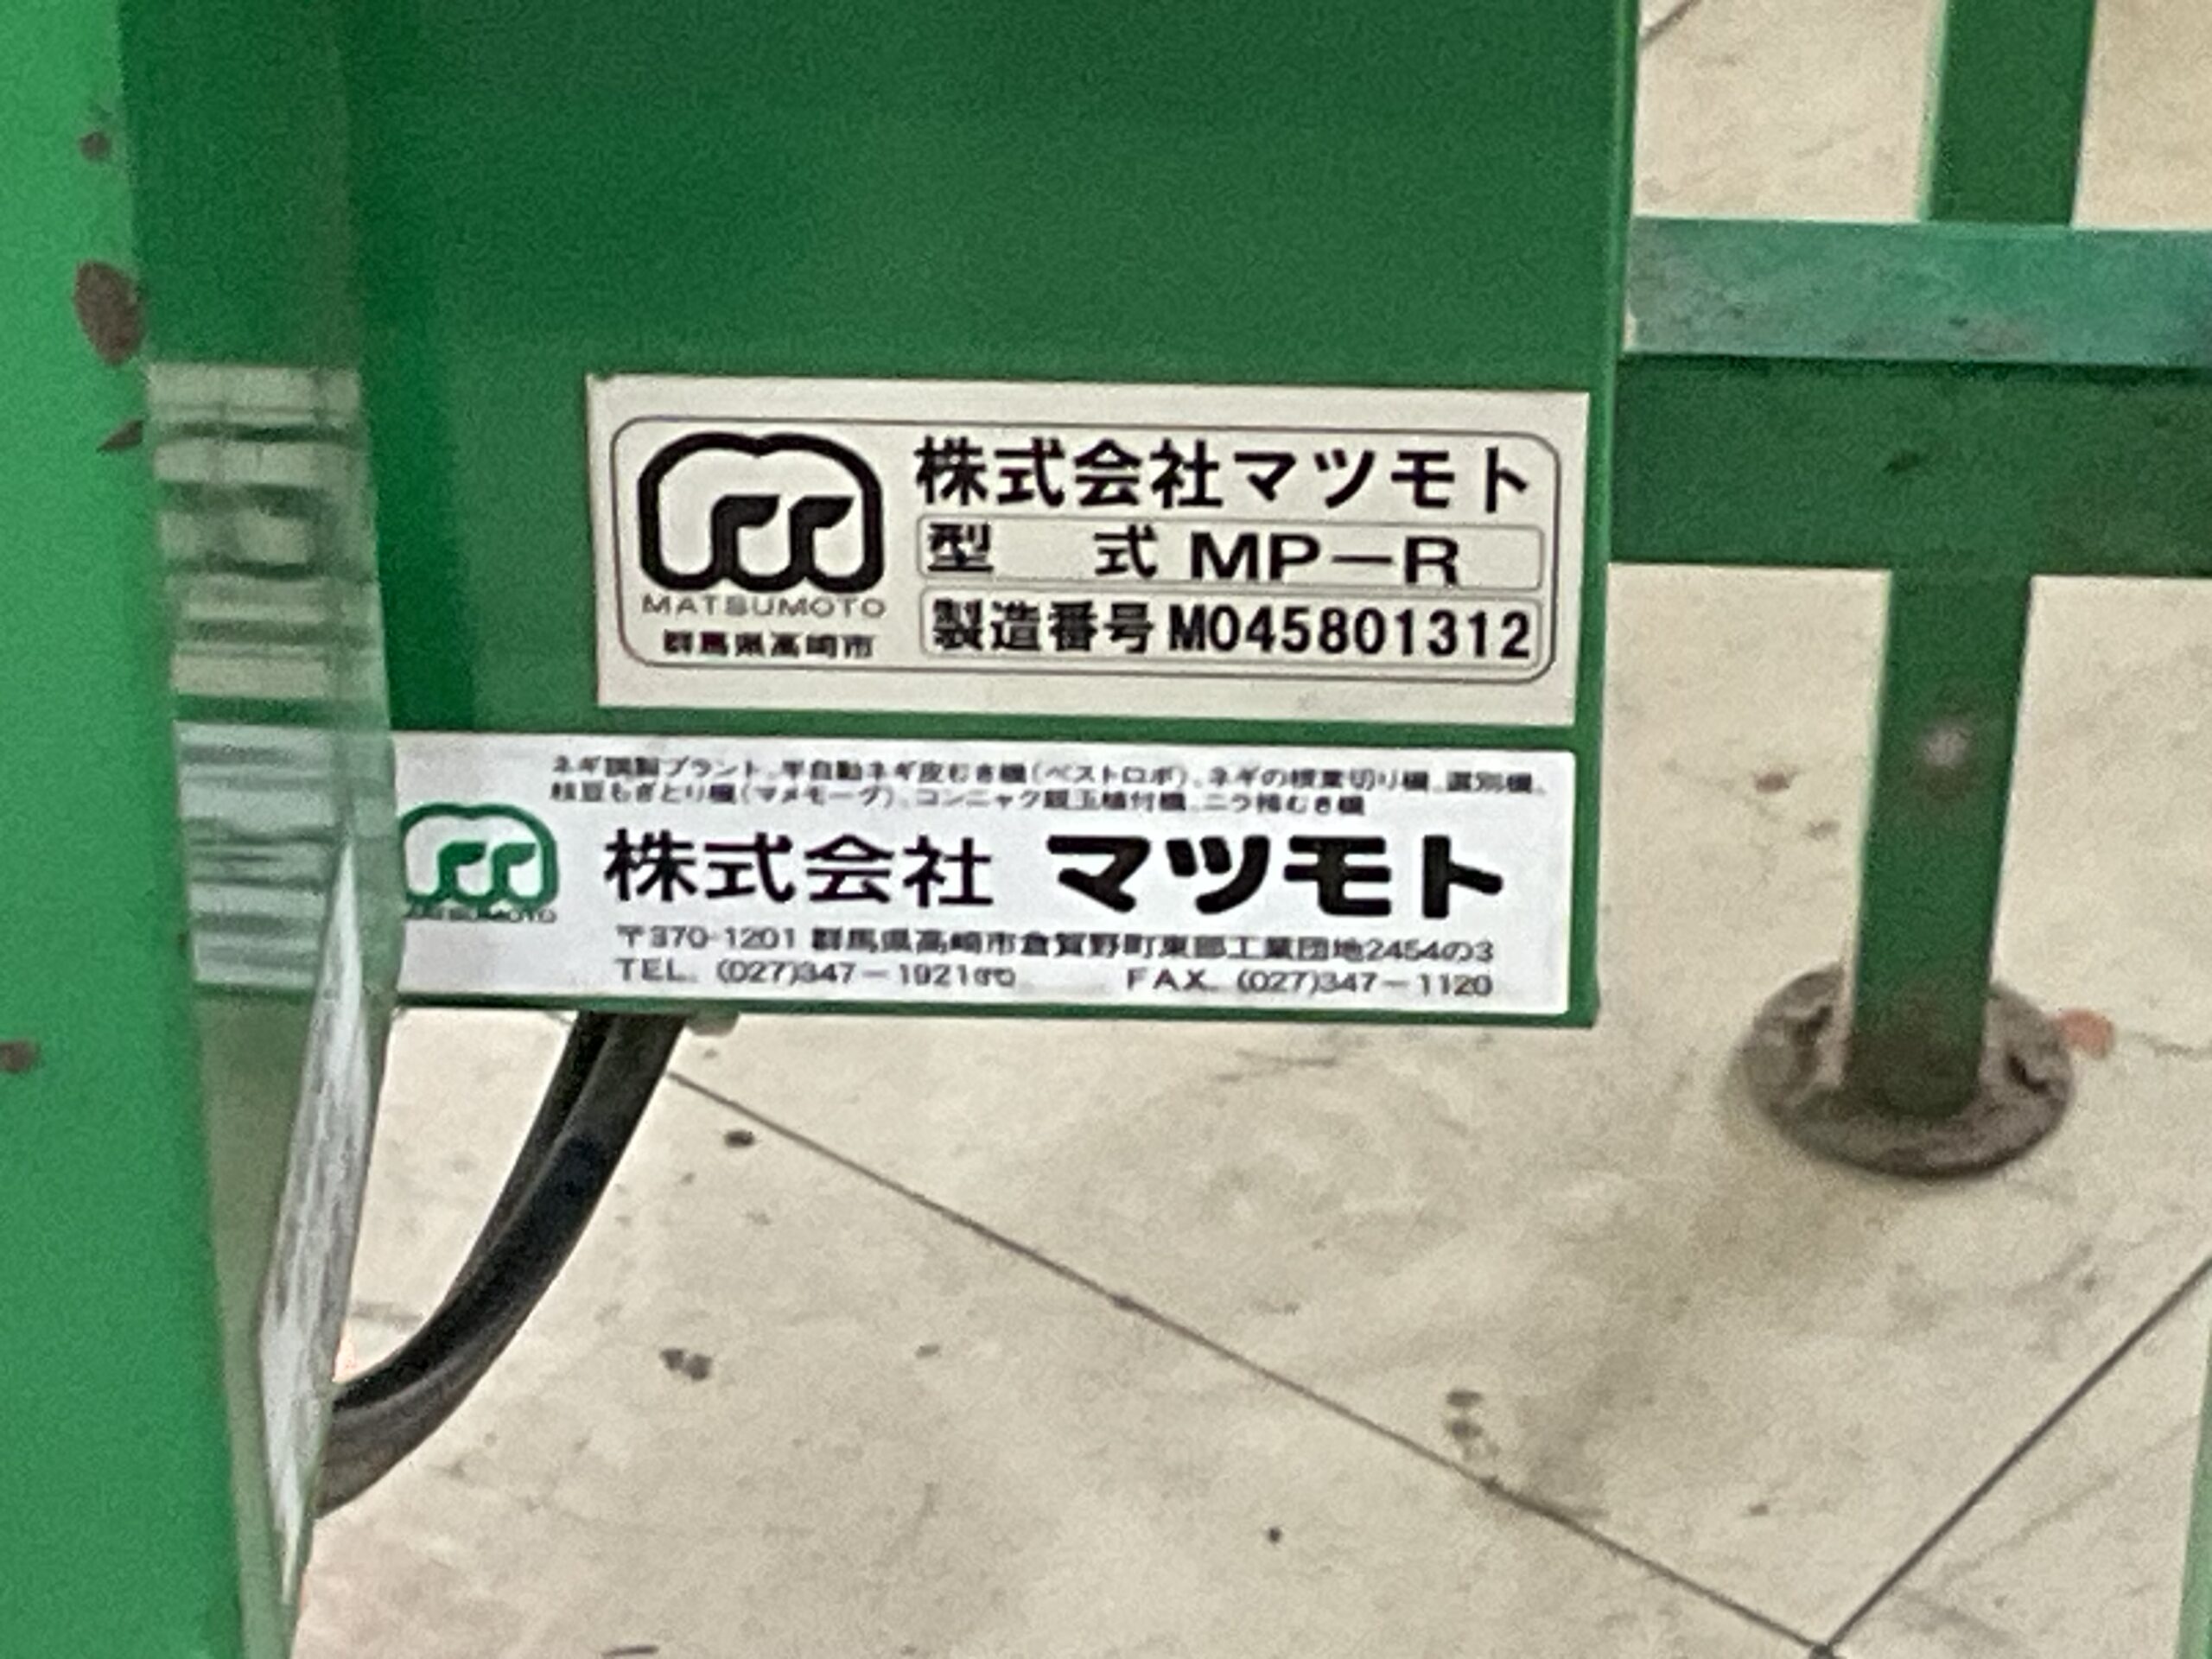 株式会社マツモト
型 式 MP-R
MATSUMOTO
製造番号 M045801312
群馬県高崎市
ネギ調製プラント、半自動ネギ皮むき機(ベストロボ)、ネギの根葉切り機、選別機、
枝豆もぎとり機(マメモーグ)、コンニャク親玉植付機、ニラ袴むき機
株式会社 マツモト
MATSUMOTO
〒370-1201 群馬県高崎市倉賀野町東部工業団地2454の3
TEL. (027)347-1921㈹ FAX. (027)347-1120